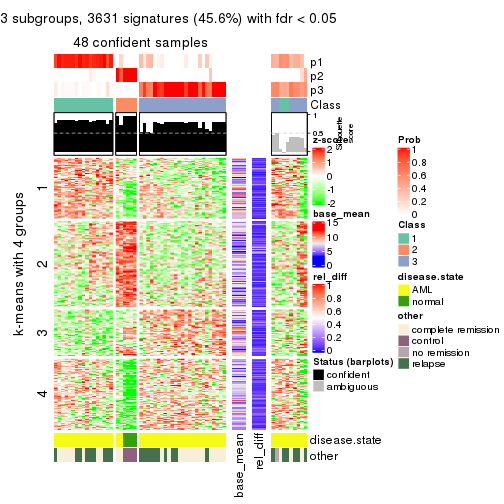 3 subgroups, 3631 signatures (45.6%) with fdr < 0.05
48 confident samples
p1
p2
p3
Class
1
0.5
0
Silhouette
score
k-means with 4 groups
1
2
3
4
z-score
2
1
0
-1
-2
base_mean
15
10
5
0
rel_diff
1
0.8
0.6
0.4
0.2
0
Status (barplots)
confident
ambiguous
Prob
1
0.8
0.6
0.4
0.2
0
Class
1
2
3
disease.state
AML
normal
other
complete remission
control
no remission
relapse
disease.state
other
base_mean
rel_diff